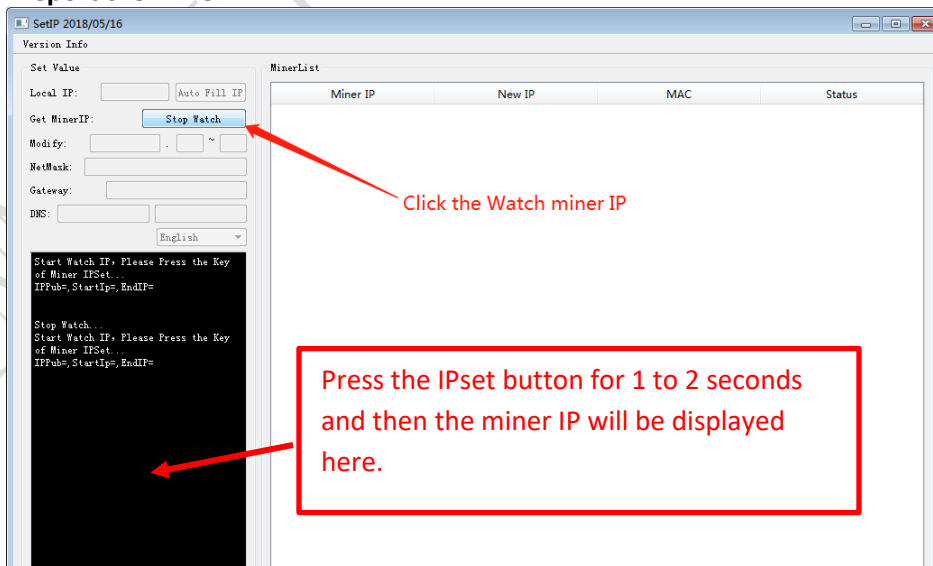 SetIP 2018/05/16
Version Info
Set Value
MinerList
Local IP:
Auto Fill IP
Miner IP
New IP
MAC
Status
Get MinerIP:
Stop Watch
Modify:
. ~
NetMask:
Gateway:
Click the Watch miner IP
DNS:
English
Start Watch IP, Please Press the Key
of Miner IPSet...
IPPub=,StartIp=,EndIP=
Stop Watch...
Start Watch IP, Please Press the Key
of Miner IPSet...
IPPub=,StartIp=,EndIP=
Press the IPset button for 1 to 2 seconds
and then the miner IP will be displayed
here.